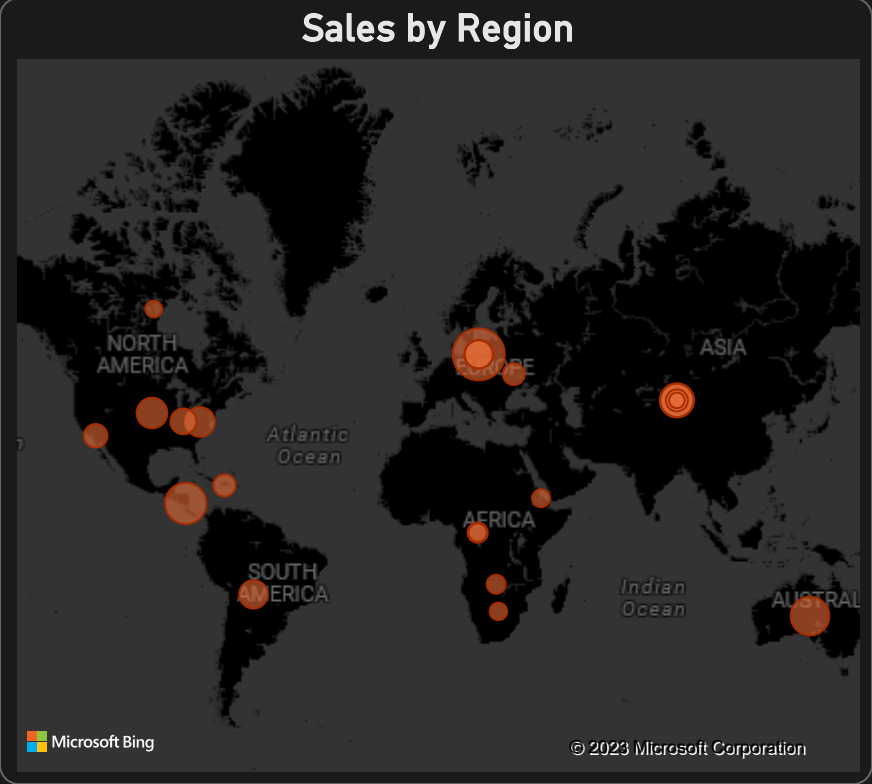 Sales by Region
NORTH
AMERICA
EUROPE
ASIA
Atlantic
Ocean
AFRICA
SOUTH
AMERICA
Indian
Ocean
AUSTRAL
Microsoft Bing
© 2023 Microsoft Corporation